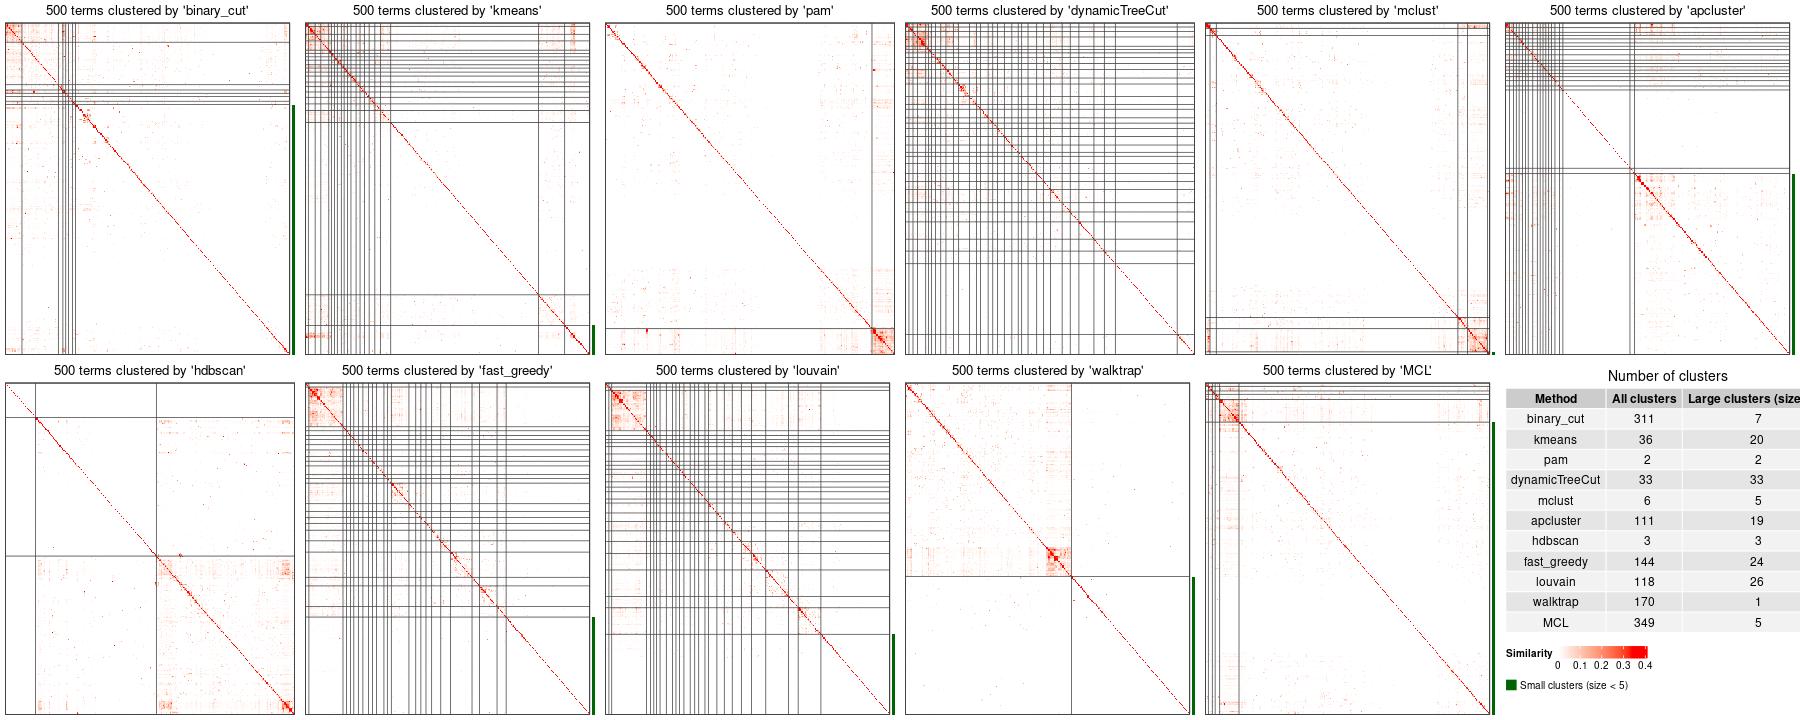 500 terms clustered by 'binary_cut'
500 terms clustered by 'kmeans'
500 terms clustered by 'pam'
500 terms clustered by 'dynamicTreeCut'
500 terms clustered by 'mclust'
500 terms clustered by 'apcluster'
500 terms clustered by 'hdbscan'
500 terms clustered by 'fast_greedy'
500 terms clustered by 'louvain'
500 terms clustered by 'walktrap'
500 terms clustered by 'MCL'
Number of clusters
Method All clusters Large clusters (size
binary_cut 311 7
kmeans 36 20
pam 2 2
dynamicTreeCut 33 33
mclust 6 5
apcluster 111 19
hdbscan 3 3
fast_greedy 144 24
louvain 118 26
walktrap 170 1
MCL 349 5
Similarity
0 0.1 0.2 0.3 0.4
Small clusters (size < 5)